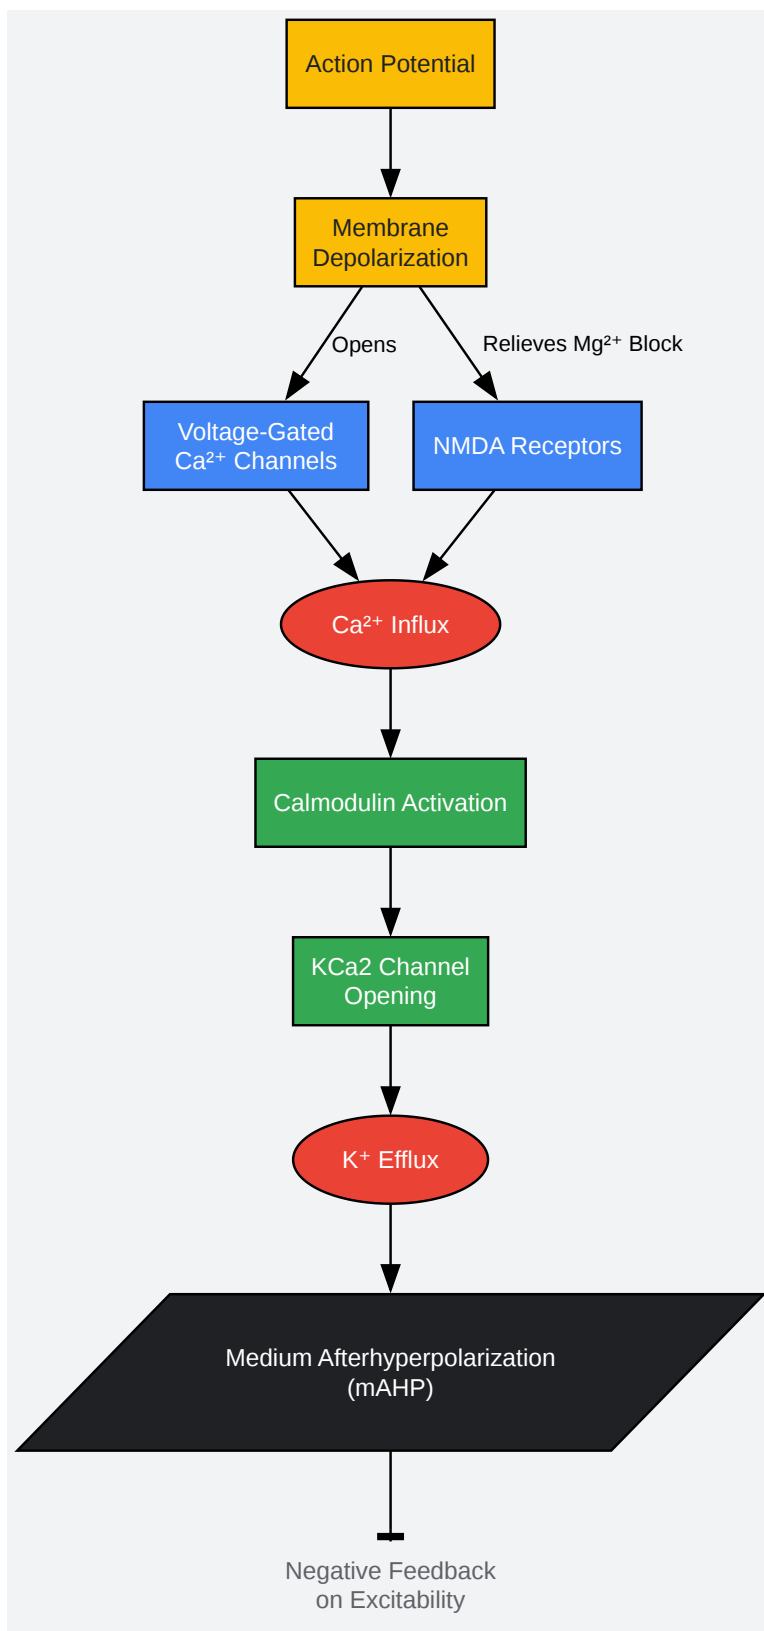 Action Potential
Membrane
Depolarization
Opens
Relieves Mg²⁺ Block
Voltage-Gated
Ca²⁺ Channels
NMDA Receptors
Ca²⁺ Influx
Calmodulin Activation
KCa2 Channel
Opening
K⁺ Efflux
Medium Afterhyperpolarization
(mAHP)
Negative Feedback
on Excitability